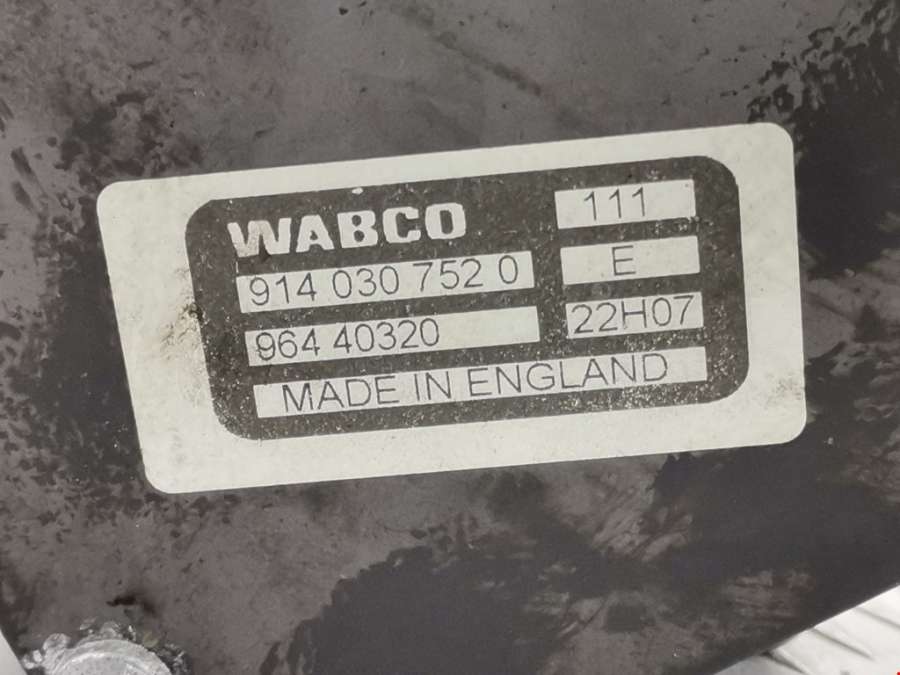 WABCO
111
914 030 752 0
E
964 40320
22H07
MADE IN ENGLAND